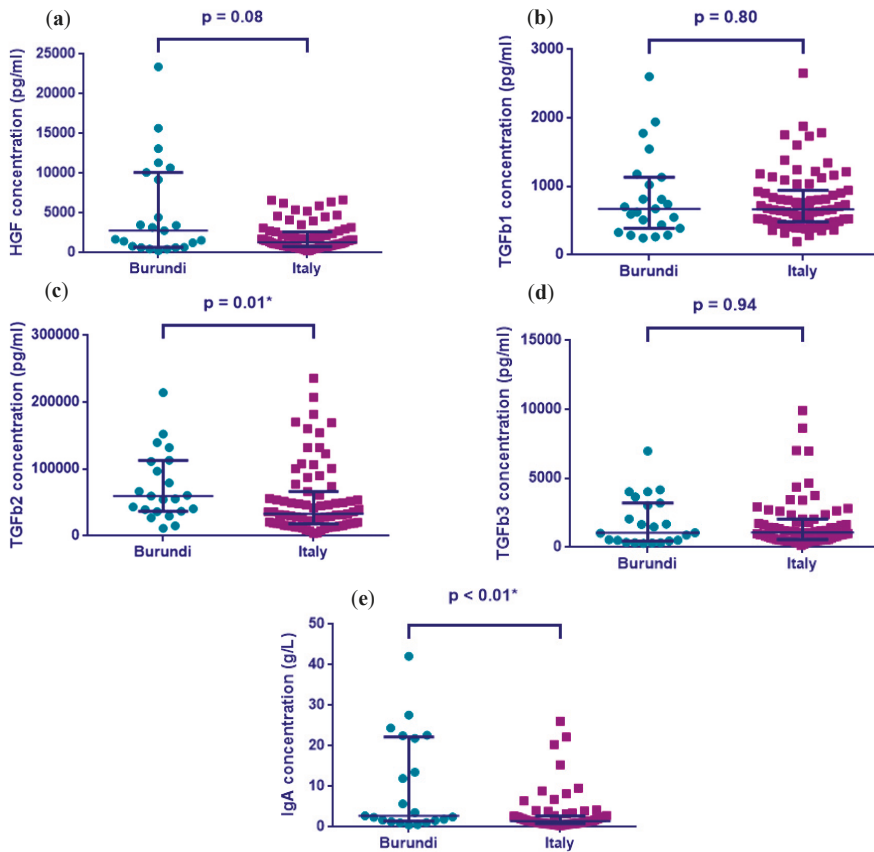 (a)
p = 0.08
HGF concentration (pg/ml)
25000
20000
15000
10000
5000
0
Burundi
Italy
(b)
p = 0.80
TGFb1 concentration (pg/ml)
3000
2000
1000
0
Burundi
Italy
(c)
p = 0.01*
TGFb2 concentration (pg/ml)
300000
200000
100000
0
Burundi
Italy
(d)
p = 0.94
TGFb3 concentration (pg/ml)
15000
10000
5000
0
Burundi
Italy
(e)
p < 0.01*
IgA concentration (g/L)
50
40
30
20
10
0
Burundi
Italy